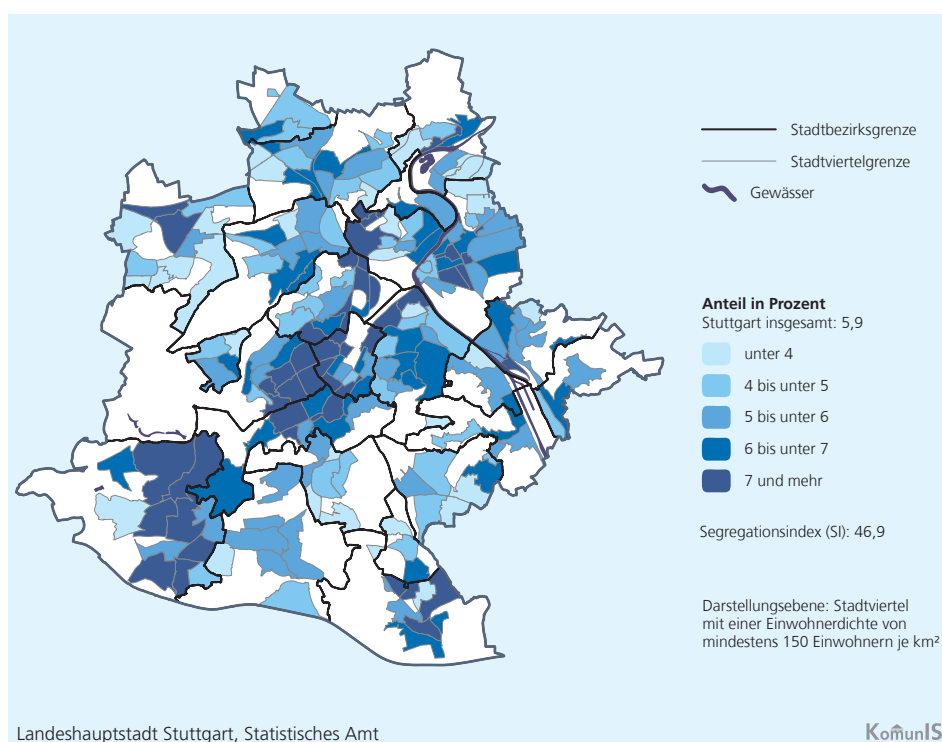 Stadtbezirksgrenze
Stadtviertelgrenze
Gewässer
Anteil in Prozent
Stuttgart insgesamt: 5,9
unter 4
4 bis unter 5
5 bis unter 6
6 bis unter 7
7 und mehr
Segregationsindex (SI): 46,9
Darstellungsebene: Stadtviertel
mit einer Einwohnerdichte von
mindestens 150 Einwohnern je km²
Landeshauptstadt Stuttgart, Statistisches Amt
KomunIS